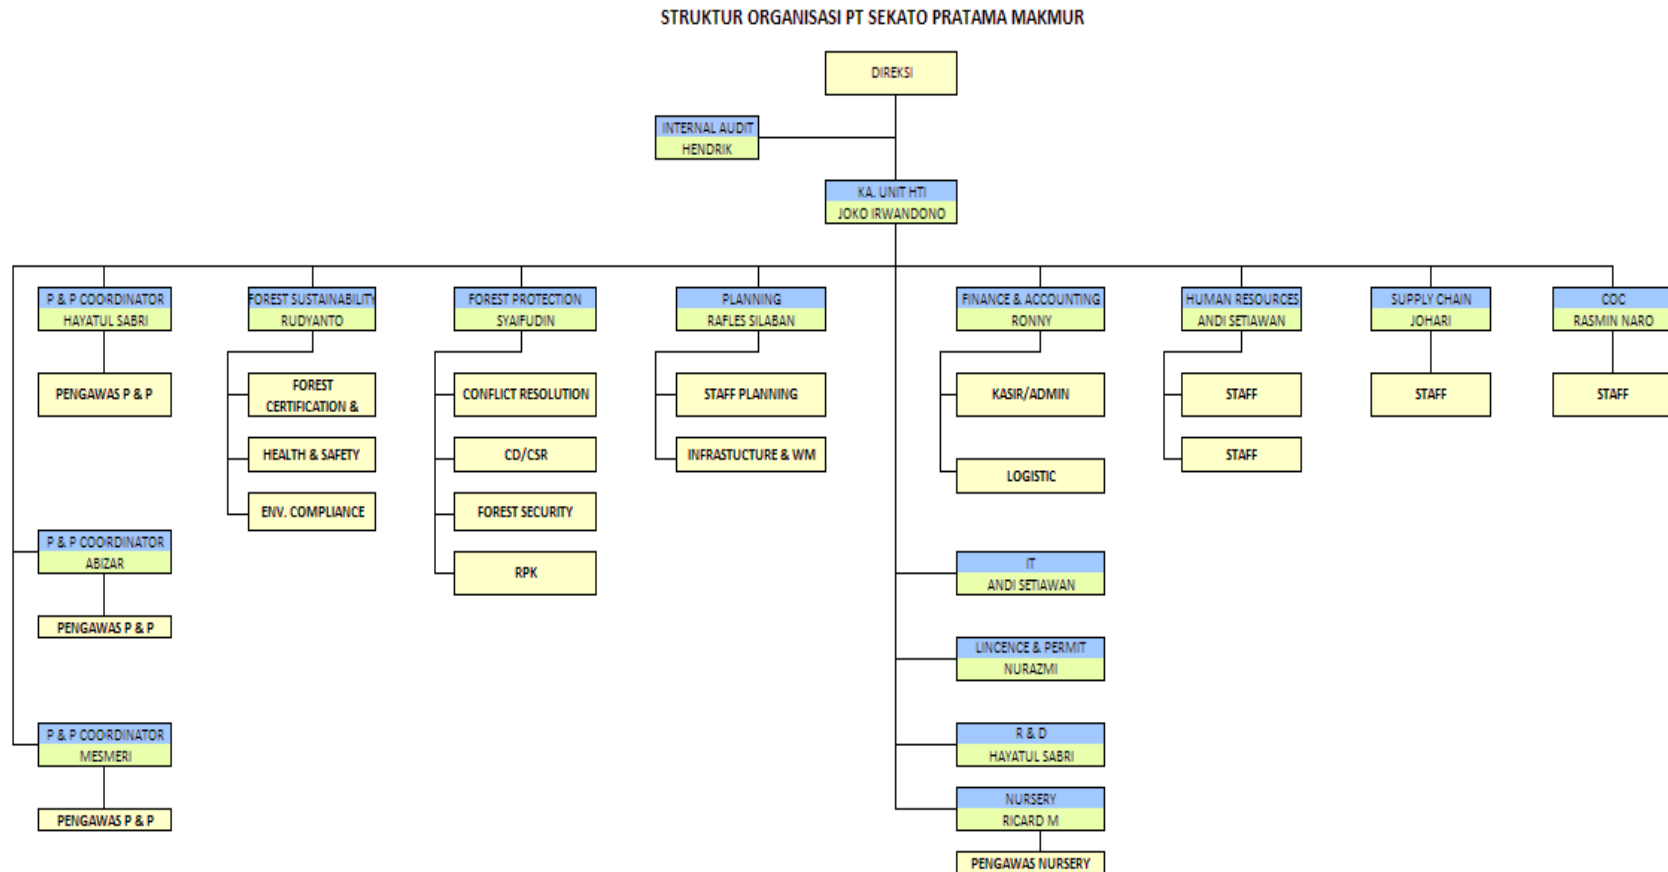 STRUKTUR ORGANISASI PT SEKATO PRATAMA MAKMUR
DIREKSI
INTERNAL AUDIT
HENDRIK
KA. UNIT HTI
JOKO IRWANDONO
P & P COORDINATOR
HAYATUL SABRI
FOREST SUSTAINABILITY
RUDYANTO
FOREST PROTECTION
SYAIFUDIN
PLANNING
RAFLES SILABAN
FINANCE & ACCOUNTING
RONNY
HUMAN RESOURCES
ANDI SETIAWAN
SUPPLY CHAIN
JOHARI
COC
RASMIN NARO
PENGAWAS P & P
FOREST
CERTIFICATION &
CONFLICT RESOLUTION
STAFF PLANNING
KASIR/ADMIN
STAFF
STAFF
STAFF
HEALTH & SAFETY
CD/CSR
INFRASTUCTURE & WM
LOGISTIC
STAFF
ENV. COMPLIANCE
FOREST SECURITY
RPK
P & P COORDINATOR
ABIZAR
PENGAWAS P & P
IT
ANDI SETIAWAN
LINCENCE & PERMIT
NURAZMI
P & P COORDINATOR
MESMERI
PENGAWAS P & P
R & D
HAYATUL SABRI
NURSERY
RICARD M
PENGAWAS NURSERY